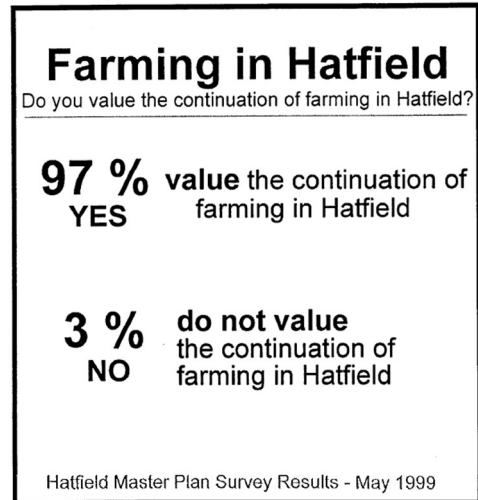 Farming in Hatfield
Do you value the continuation of farming in Hatfield?
97 % value the continuation of
YES farming in Hatfield
3 % do not value
the continuation of
NO farming in Hatfield
Hatfield Master Plan Survey Results - May 1999